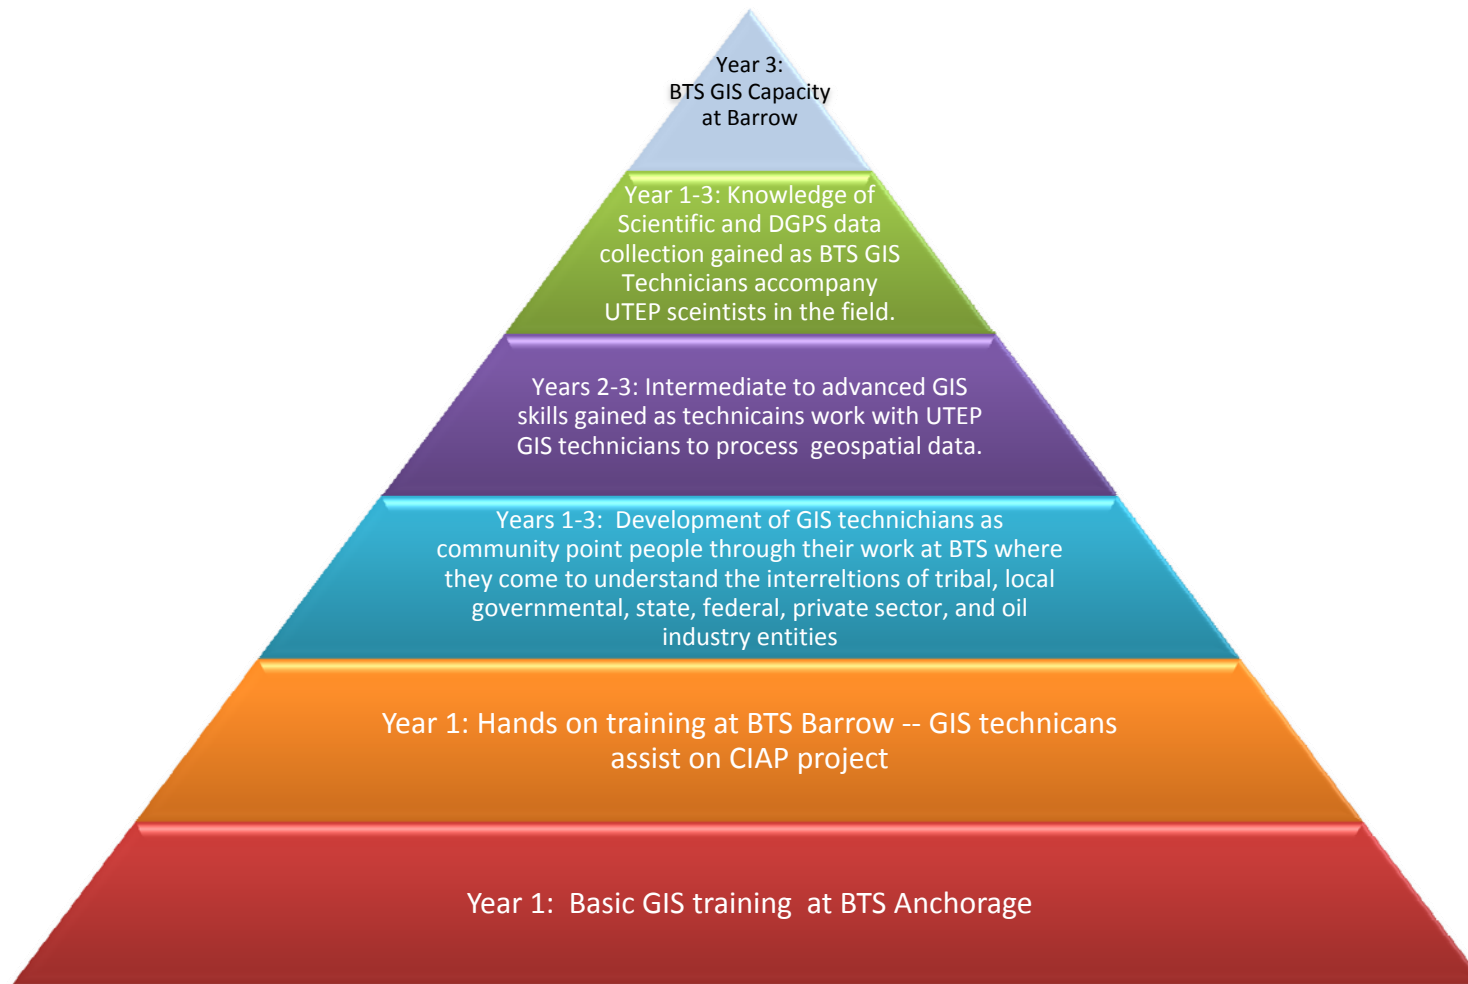 Year 3:
BTS GIS Capacity
at Barrow
Year 1-3: Knowledge of
Scientific and DGPS data
collection gained as BTS GIS
Technicians accompany
UTEP sceintists in the field.
Years 2-3: Intermediate to advanced GIS
skills gained as technicains work with UTEP
GIS technicians to process  geospatial data.
Years 1-3:  Development of GIS technichians as
community point people through their work at BTS where
they come to understand the interreltions of tribal, local
governmental, state, federal, private sector, and oil
industry entities
Year 1: Hands on training at BTS Barrow -- GIS technicans
assist on CIAP project
Year 1:  Basic GIS training  at BTS Anchorage